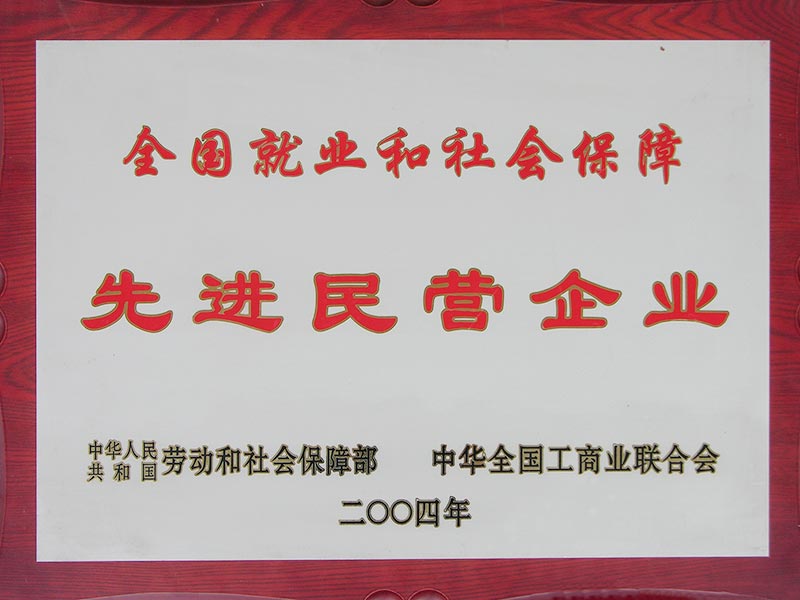 全国就业和社会保障
先进民营企业
中华人民共和国劳动和社会保障部 中华全国工商业联合会
二〇〇四年